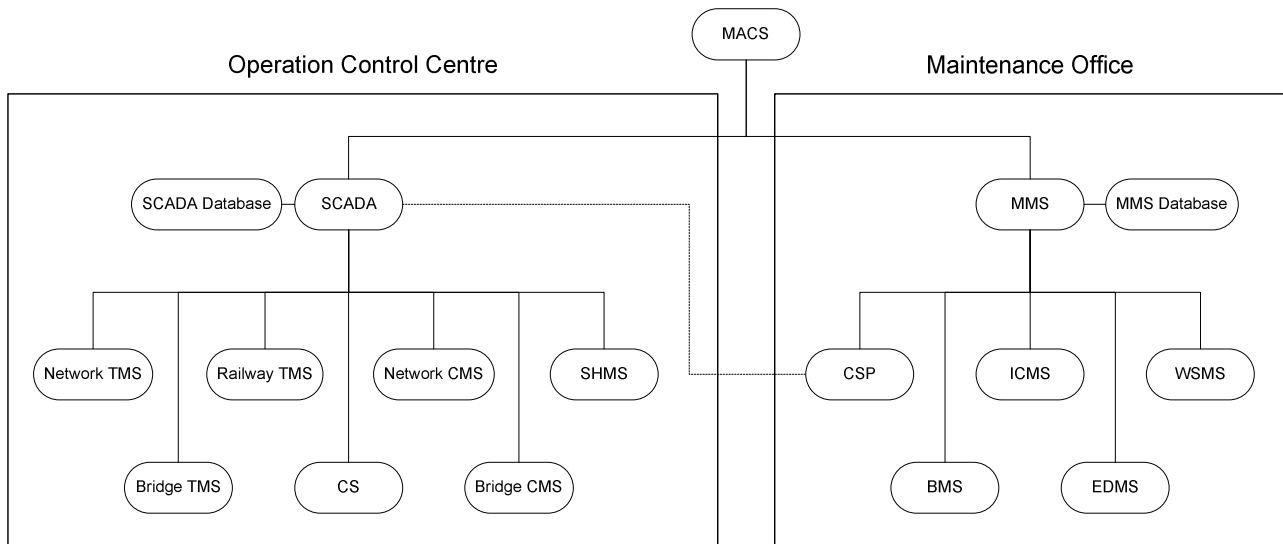 MACS
Operation Control Centre
Maintenance Office
SCADA Database
SCADA
MMS
MMS Database
Network TMS
Railway TMS
Network CMS
SHMS
CSP
ICMS
WSMS
Bridge TMS
CS
Bridge CMS
BMS
EDMS